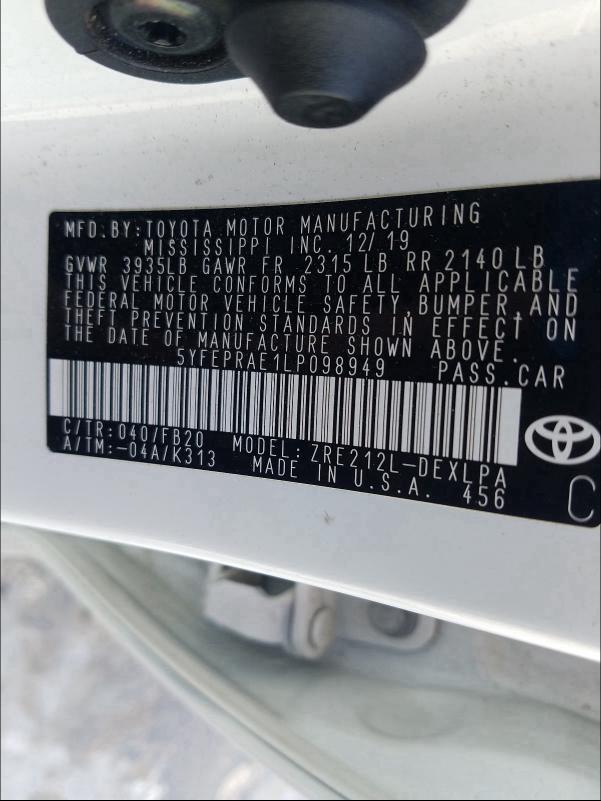 MFD.BY:TOYOTA MOTOR MANUFACTURING
MISSISSIPPI INC. 12/19
GVWR 3935LB GAWR FR 2315 LB RR 2140 LB
THIS VEHICLE CONFORMS TO ALL APPLICABLE
FEDERAL MOTOR VEHICLE SAFETY,BUMPER,AND
THEFT PREVENTION STANDARDS IN EFFECT ON
THE DATE OF MANUFACTURE SHOWN ABOVE.
5YFEPRAE1LP098949 PASS.CAR
C/TR:040/FB20 MODEL:ZRE212L-DEXLPA
A/TM:-04A/K313 MADE IN U.S.A. 456
C